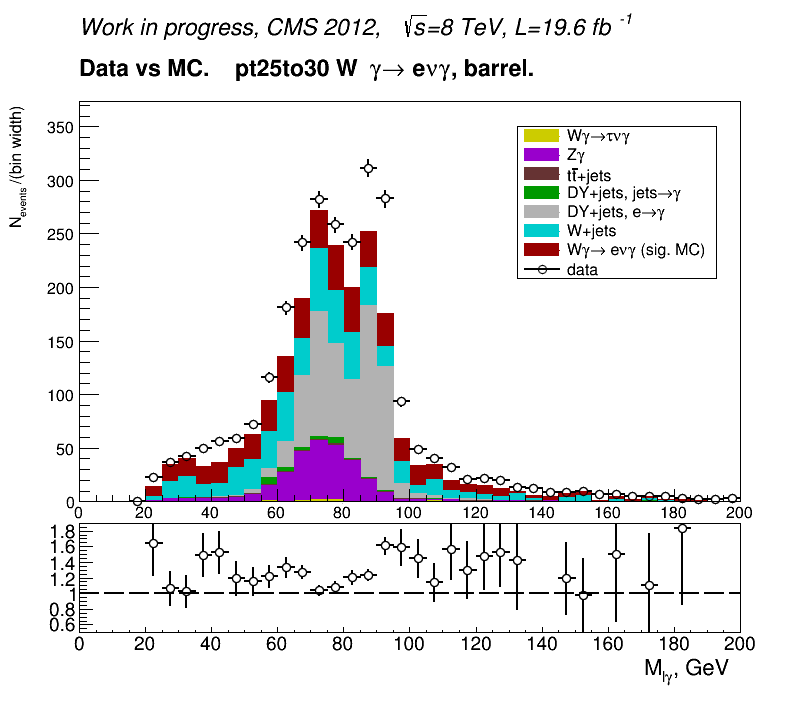 Work in progress, CMS 2012, √s=8 TeV, L=19.6 fb -1
Data vs MC. pt25to30 W γ→ eνγ, barrel.
N events /(bin width)
350
300
250
200
150
100
50
0
Wγ→τνγ
Zγ
tt̄+jets
DY+jets, jets→γ
DY+jets, e→γ
W+jets
Wγ→ eνγ (sig. MC)
data
0 20 40 60 80 100 120 140 160 180 200
1.8
1.6
1.4
1.2
1
0.8
0.6
0 20 40 60 80 100 120 140 160 180 200
M lγ, GeV